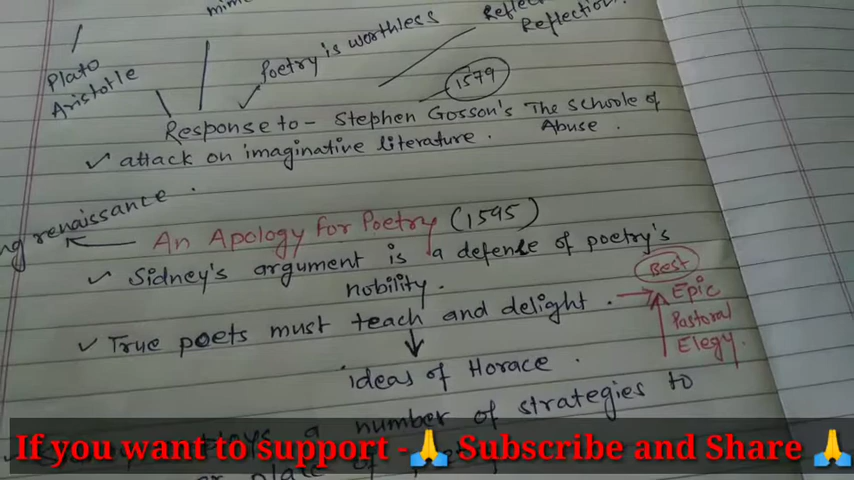 Plato
Aristotle
Poetry is worthless
Reflection.
1579
Response to - Stephen Gosson's The Schoole of Abuse.
✓ attack on imaginative literature.
renaissance.
An Apology for Poetry (1595)
✓ Sidney's argument is a defense of poetry's nobility.
✓ True poets must teach and delight.
Best
Epic
Pastoral
Elegy.
ideas of Horace.
a number of strategies to
of
If you want to support -🙏 Subscribe and Share 🙏